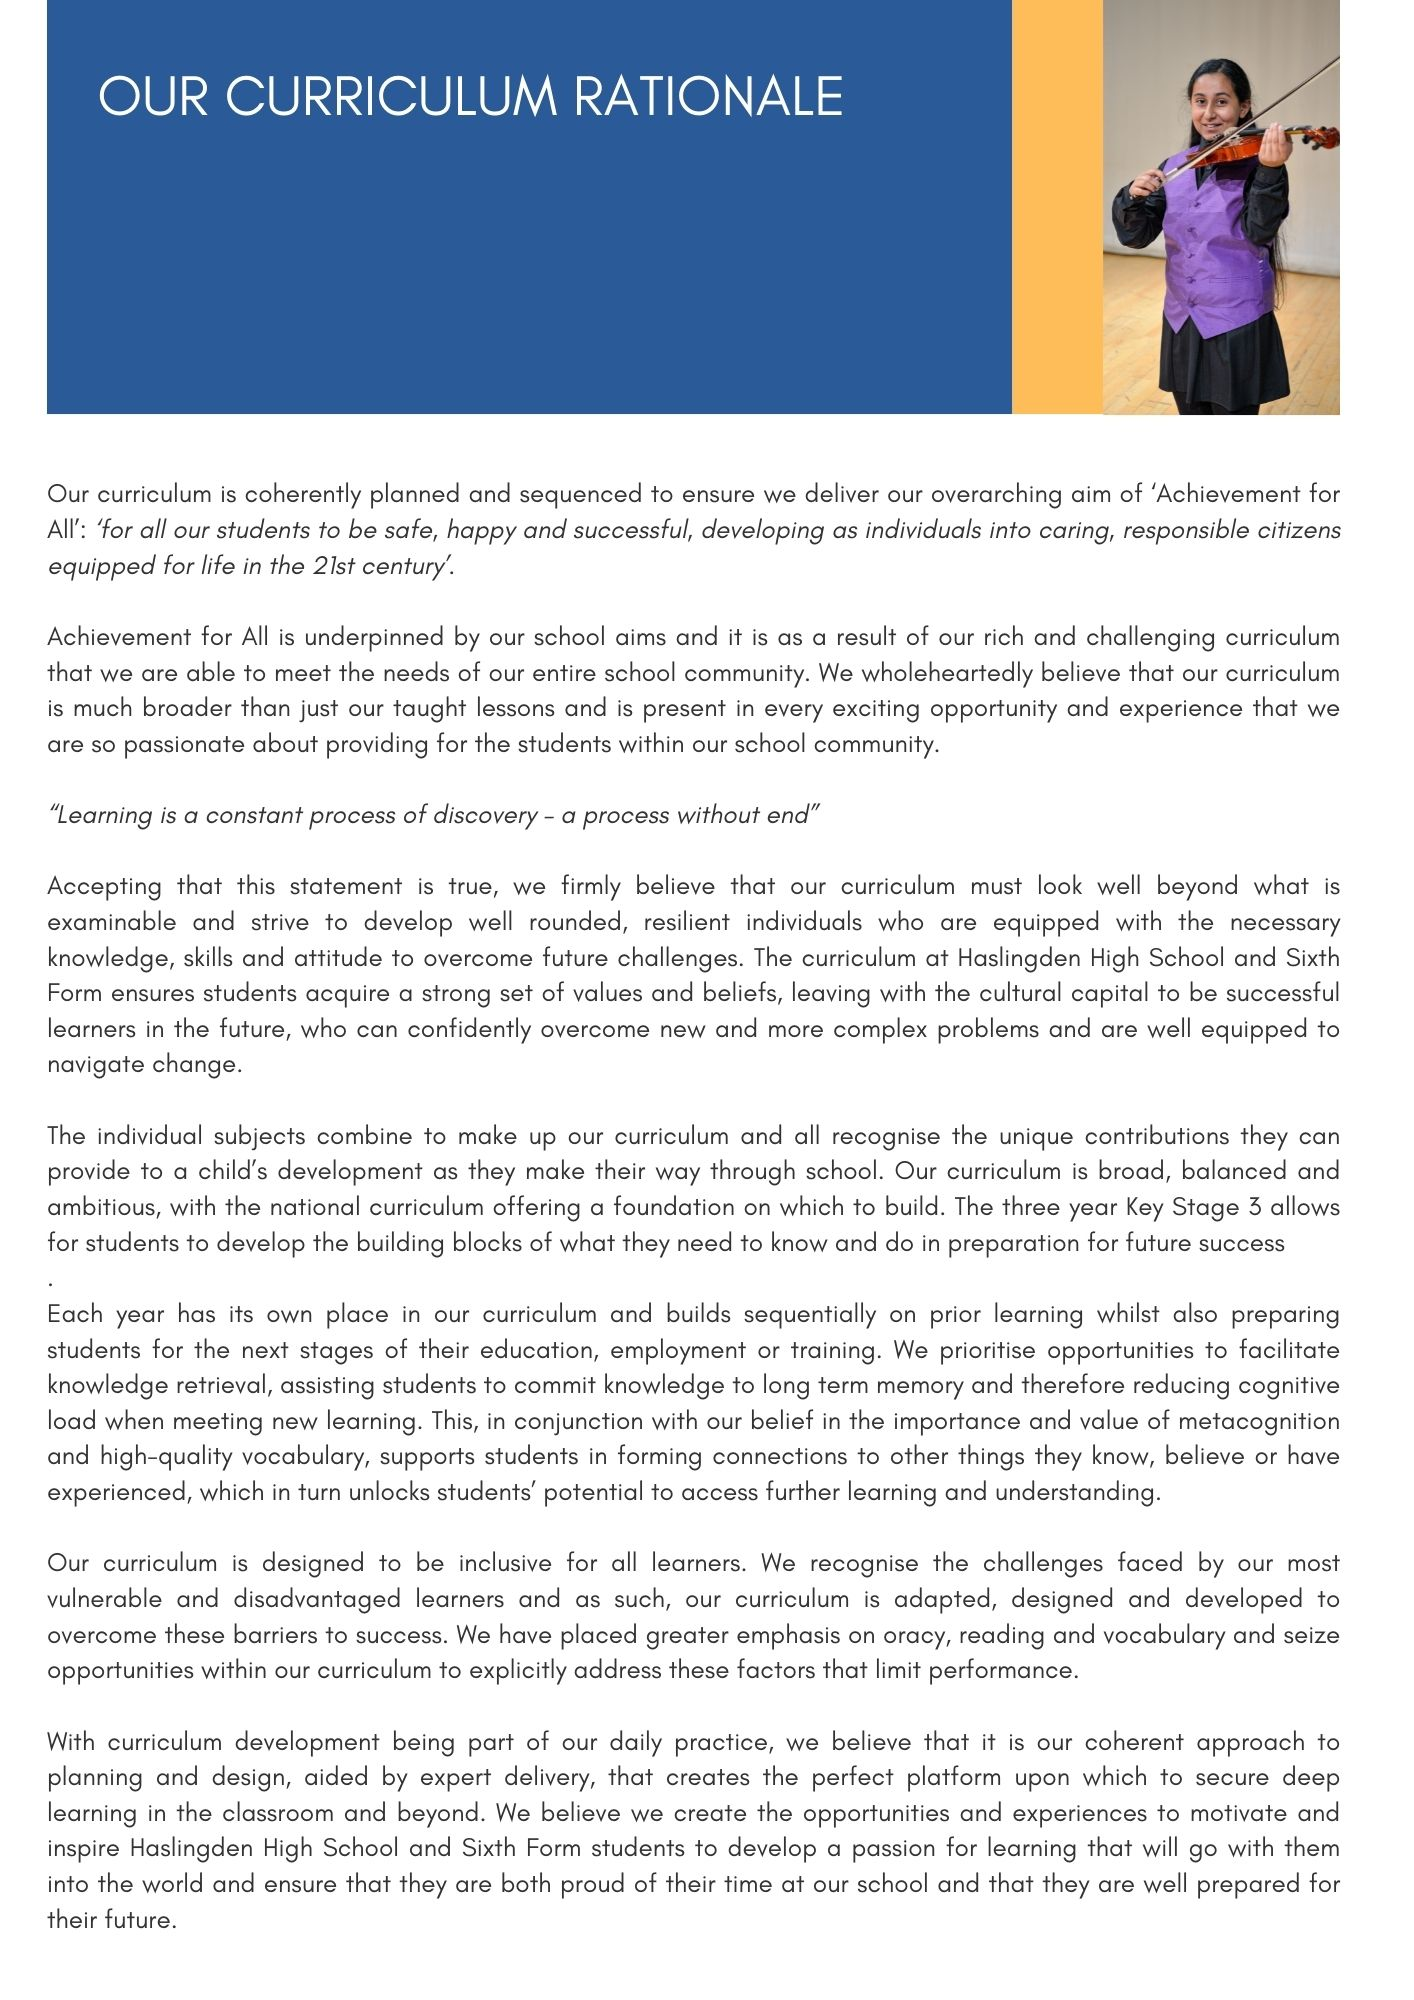 OUR CURRICULUM RATIONALE
Our curriculum is coherently planned and sequenced to ensure we deliver our overarching aim of ‘Achievement for
All’: ‘for all our students to be safe, happy and successful, developing as individuals into caring, responsible citizens
equipped for life in the 21st century’.
Achievement for All is underpinned by our school aims and it is as a result of our rich and challenging curriculum
that we are able to meet the needs of our entire school community. We wholeheartedly believe that our curriculum
is much broader than just our taught lessons and is present in every exciting opportunity and experience that we
are so passionate about providing for the students within our school community.
“Learning is a constant process of discovery – a process without end”
Accepting that this statement is true, we firmly believe that our curriculum must look well beyond what is
examinable and strive to develop well rounded, resilient individuals who are equipped with the necessary
knowledge, skills and attitude to overcome future challenges. The curriculum at Haslingden High School and Sixth
Form ensures students acquire a strong set of values and beliefs, leaving with the cultural capital to be successful
learners in the future, who can confidently overcome new and more complex problems and are well equipped to
navigate change.
The individual subjects combine to make up our curriculum and all recognise the unique contributions they can
provide to a child’s development as they make their way through school. Our curriculum is broad, balanced and
ambitious, with the national curriculum offering a foundation on which to build. The three year Key Stage 3 allows
for students to develop the building blocks of what they need to know and do in preparation for future success
.
Each year has its own place in our curriculum and builds sequentially on prior learning whilst also preparing
students for the next stages of their education, employment or training. We prioritise opportunities to facilitate
knowledge retrieval, assisting students to commit knowledge to long term memory and therefore reducing cognitive
load when meeting new learning. This, in conjunction with our belief in the importance and value of metacognition
and high-quality vocabulary, supports students in forming connections to other things they know, believe or have
experienced, which in turn unlocks students’ potential to access further learning and understanding.
Our curriculum is designed to be inclusive for all learners. We recognise the challenges faced by our most
vulnerable and disadvantaged learners and as such, our curriculum is adapted, designed and developed to
overcome these barriers to success. We have placed greater emphasis on oracy, reading and vocabulary and seize
opportunities within our curriculum to explicitly address these factors that limit performance.
With curriculum development being part of our daily practice, we believe that it is our coherent approach to
planning and design, aided by expert delivery, that creates the perfect platform upon which to secure deep
learning in the classroom and beyond. We believe we create the opportunities and experiences to motivate and
inspire Haslingden High School and Sixth Form students to develop a passion for learning that will go with them
into the world and ensure that they are both proud of their time at our school and that they are well prepared for
their future.